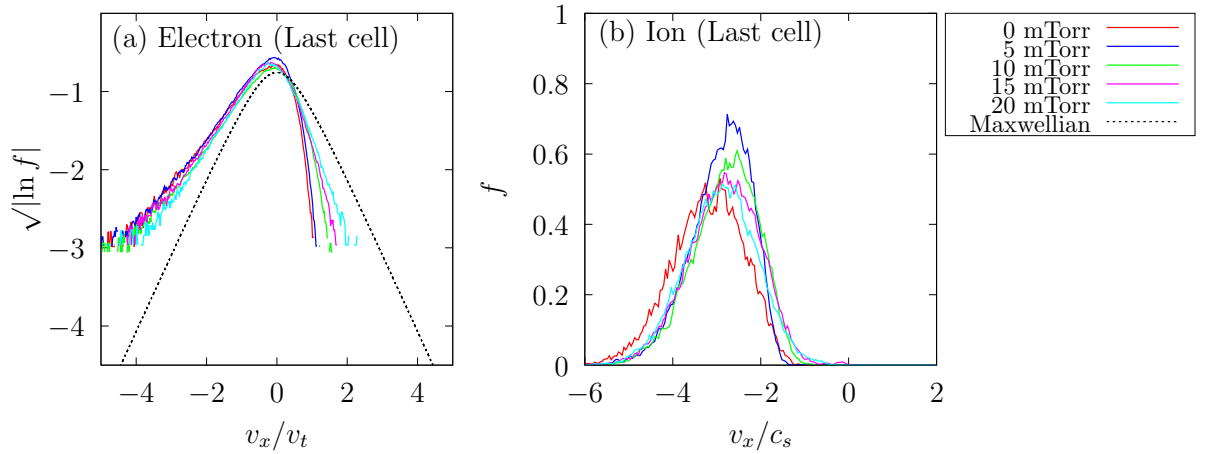 (a) Electron (Last cell)
√|ln f|
−1
−2
−3
−4
−4 −2 0 2 4
v_x/v_t
(b) Ion (Last cell)
f
1
0.8
0.6
0.4
0.2
0
−6 −4 −2 0 2
v_x/c_s
0 mTorr
5 mTorr
10 mTorr
15 mTorr
20 mTorr
Maxwellian